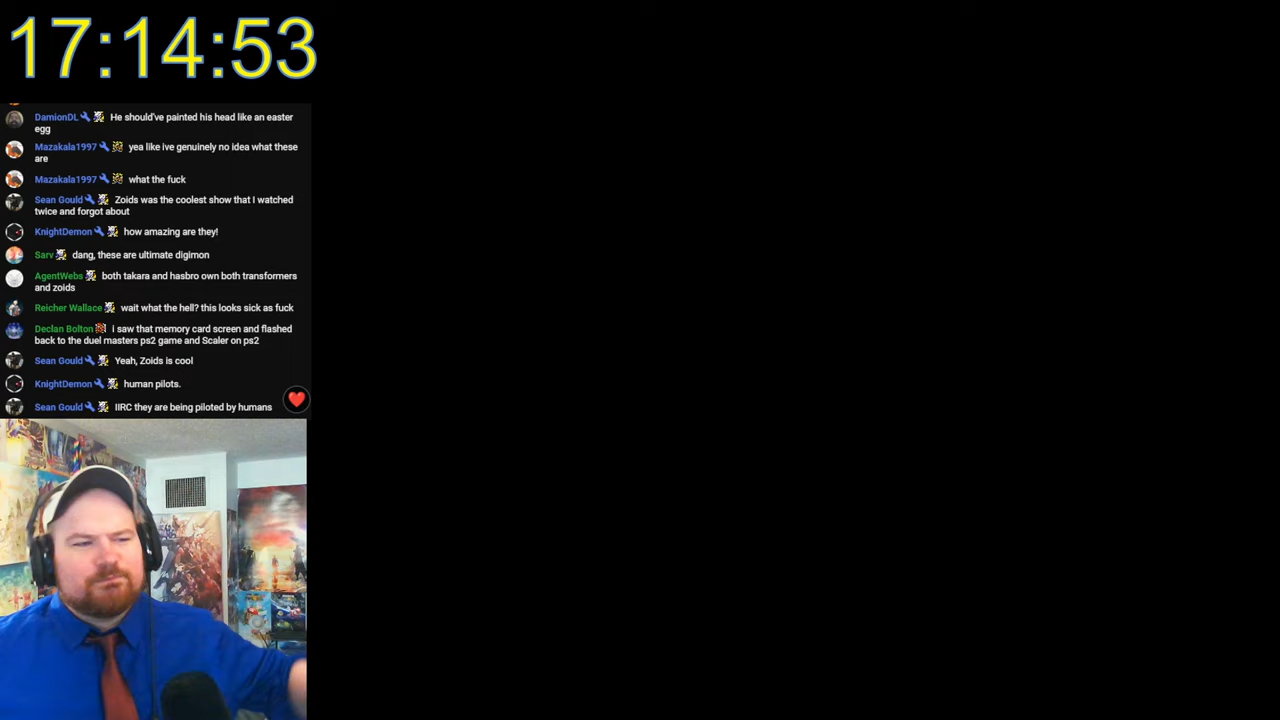 17:14:53
DamionDL He should've painted his head like an easter
egg
Mazakala1997 yea like ive genuinely no idea what these
are
Mazakala1997 what the fuck
Sean Gould Zoids was the coolest show that I watched
twice and forgot about
KnightDemon how amazing are they!
Sarv dang, these are ultimate digimon
AgentWebs both takara and hasbro own both transformers
and zoids
Reicher Wallace wait what the hell? this looks sick as fuck
Declan Bolton i saw that memory card screen and flashed
back to the duel masters ps2 game and Scaler on ps2
Sean Gould Yeah, Zoids is cool
KnightDemon human pilots.
Sean Gould IIRC they are being piloted by humans